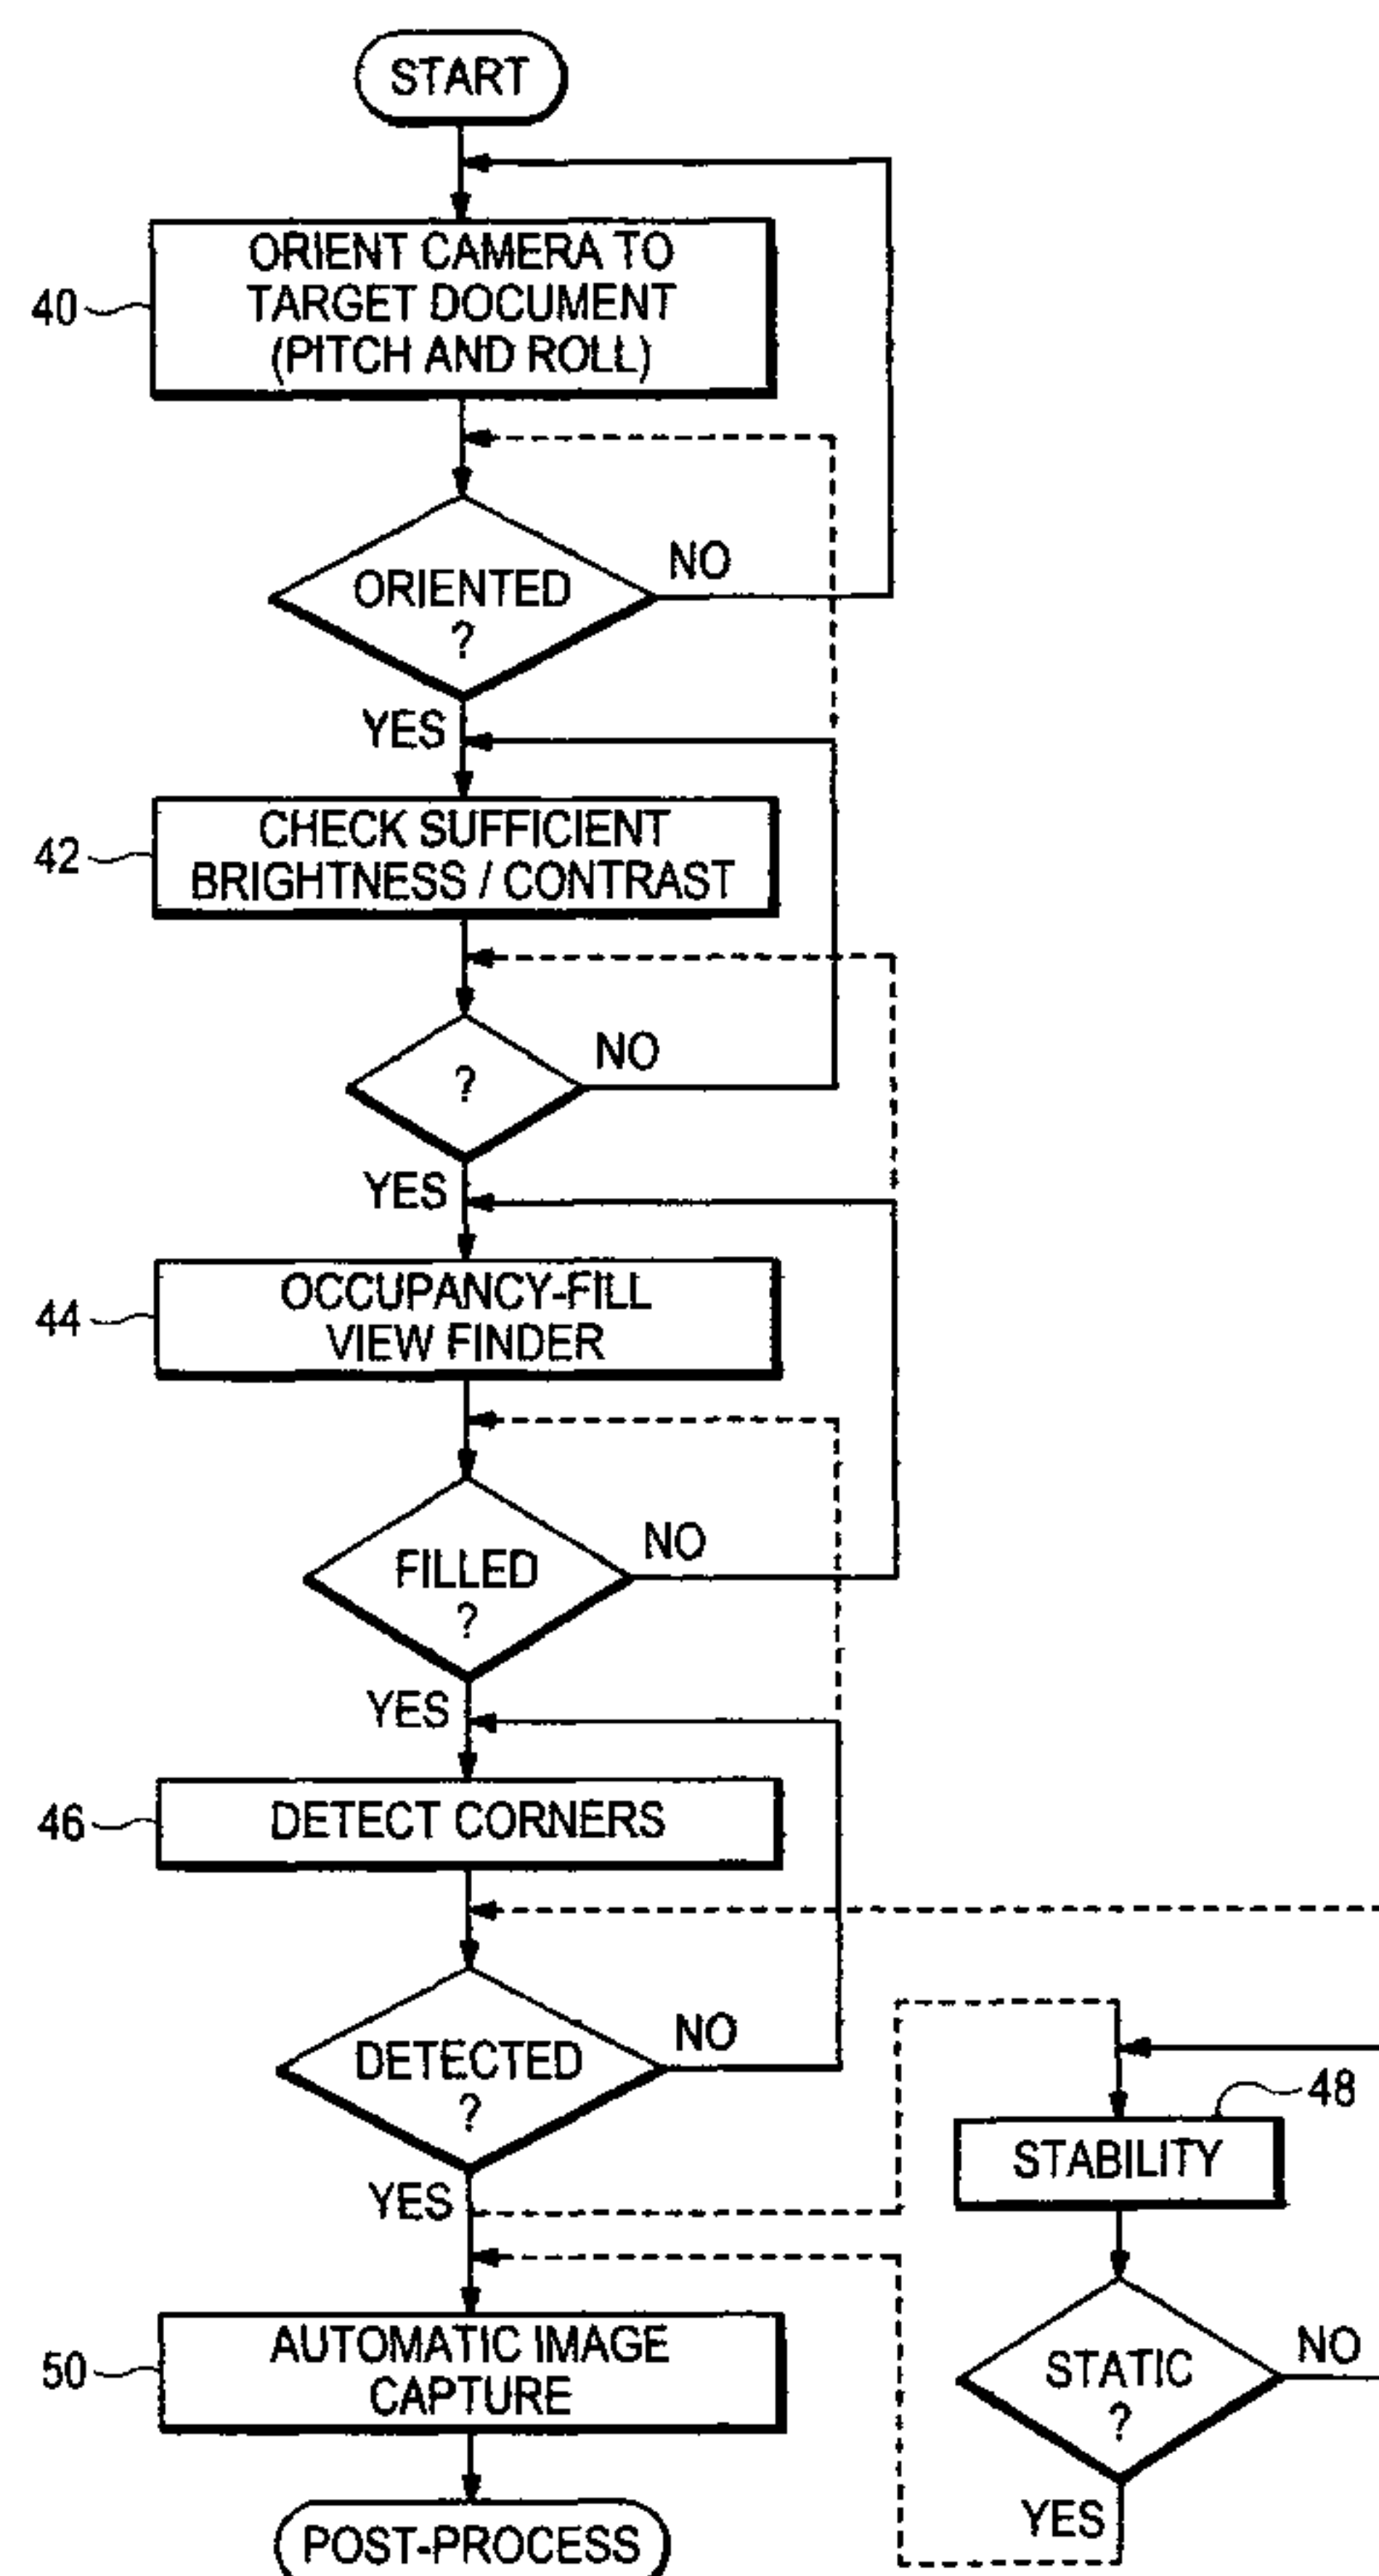 START
40
ORIENT CAMERA TO
TARGET DOCUMENT
(PITCH AND ROLL)
ORIENTED
?
NO
YES
42
CHECK SUFFICIENT
BRIGHTNESS / CONTRAST
?
NO
YES
44
OCCUPANCY-FILL
VIEW FINDER
FILLED
?
NO
YES
46
DETECT CORNERS
DETECTED
?
NO
YES
48
STABILITY
STATIC
?
NO
YES
50
AUTOMATIC IMAGE
CAPTURE
POST-PROCESS